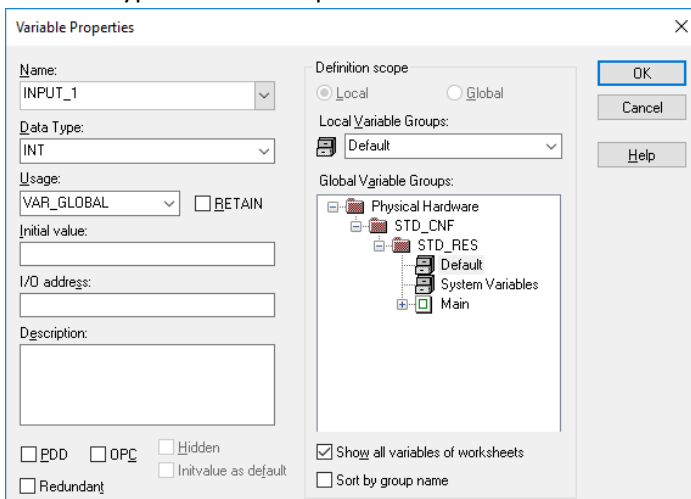 Variable Properties
Name:
INPUT_1
Data Type:
INT
Usage:
VAR_GLOBAL
RETAIN
Initial value:
I/O address:
Description:
PDD
OPC
Hidden
Initvalue as default
Redundant
Definition scope
Local
Global
Local Variable Groups:
Default
Global Variable Groups:
Physical Hardware
STD_CNF
STD_RES
Default
System Variables
Main
Show all variables of worksheets
Sort by group name
OK
Cancel
Help